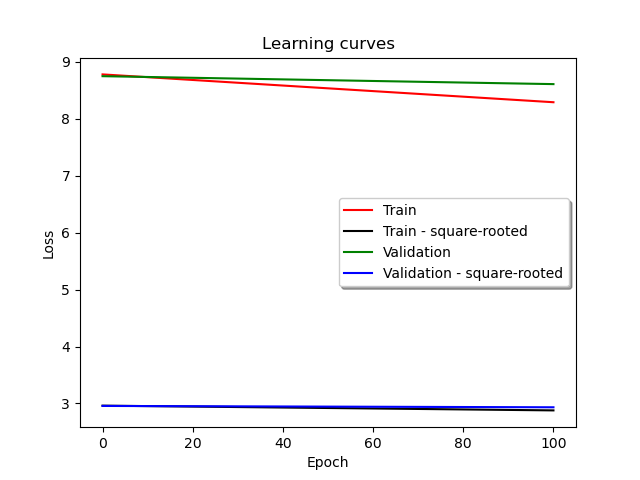 Learning curves
Loss
9
8
7
6
5
4
3
Train
Train - square-rooted
Validation
Validation - square-rooted
0 20 40 60 80 100
Epoch